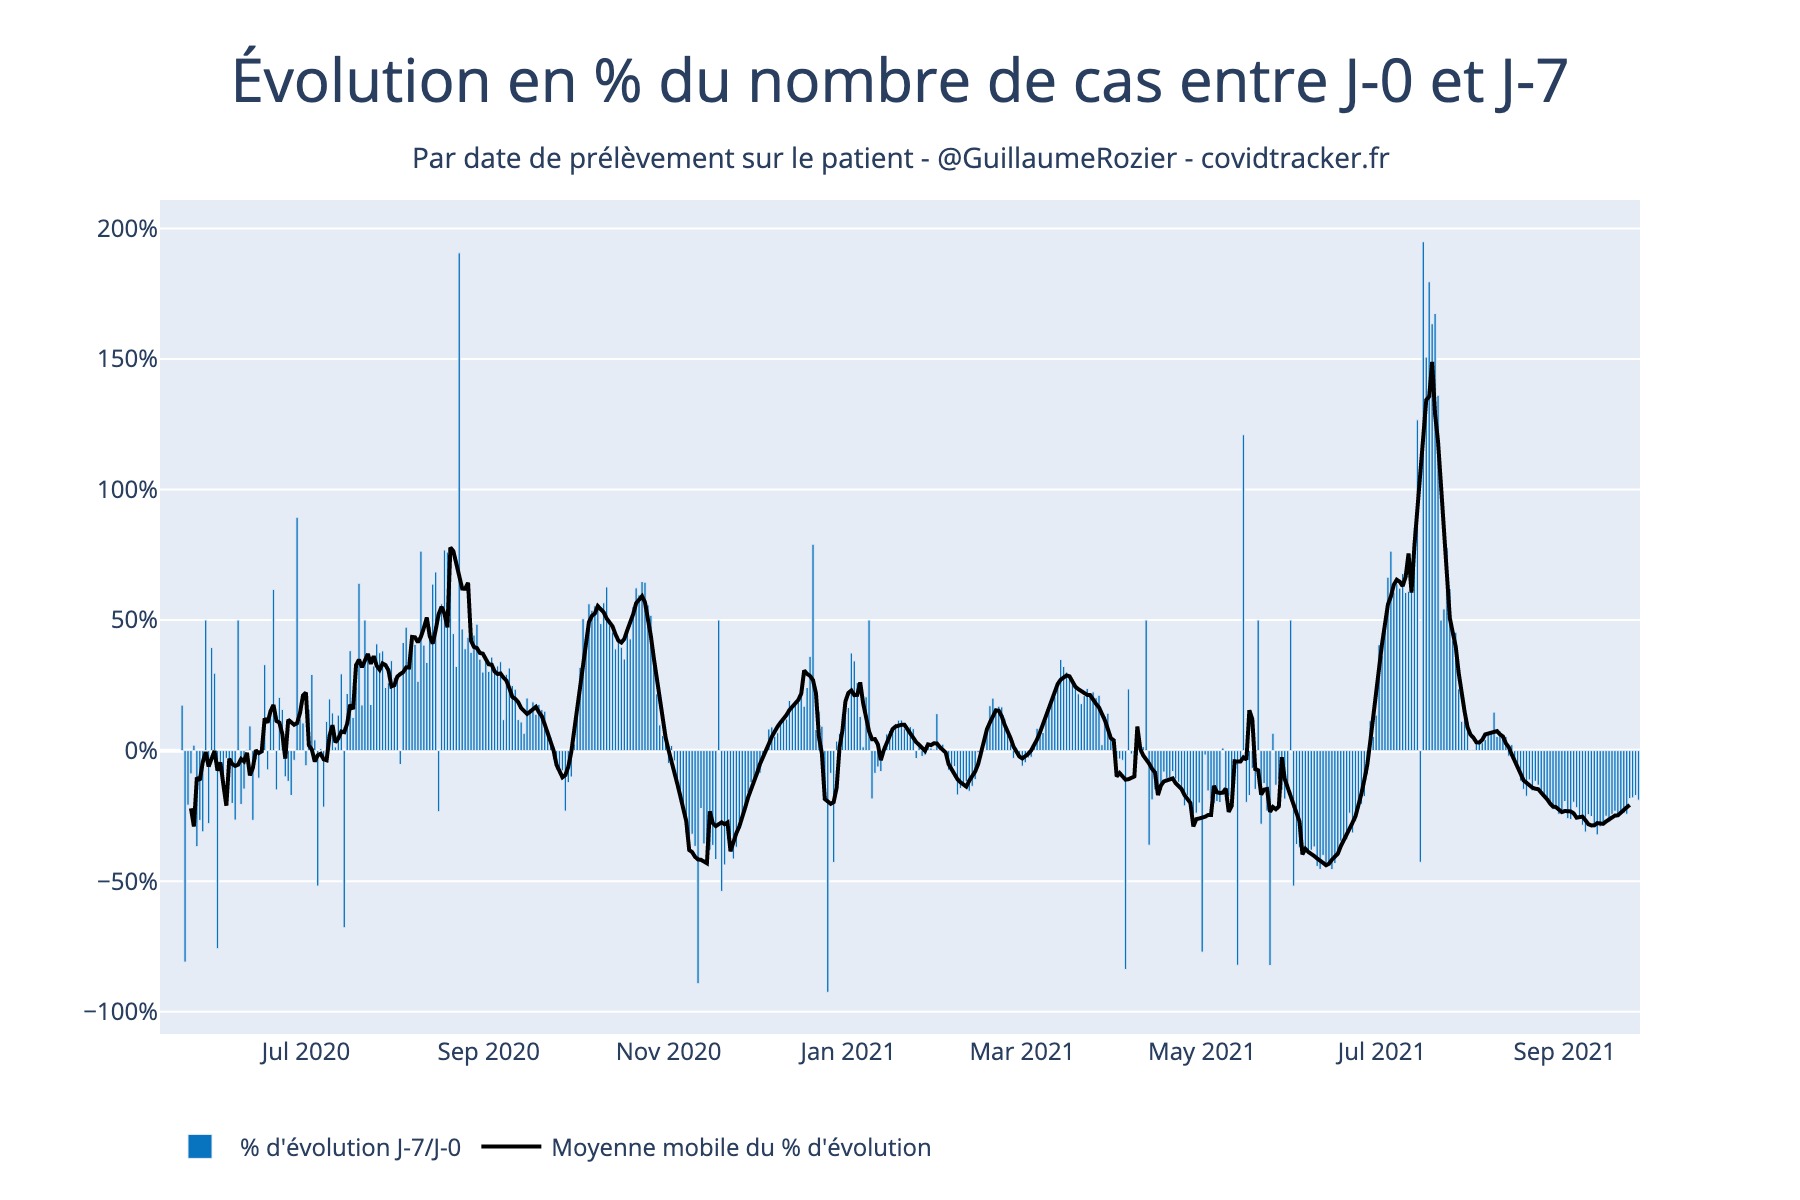 Évolution en % du nombre de cas entre J-0 et J-7
Par date de prélèvement sur le patient - @GuillaumeRozier - covidtracker.fr
200%
150%
100%
50%
0%
−50%
−100%
Jul 2020 Sep 2020 Nov 2020 Jan 2021 Mar 2021 May 2021 Jul 2021 Sep 2021
% d'évolution J-7/J-0 Moyenne mobile du % d'évolution